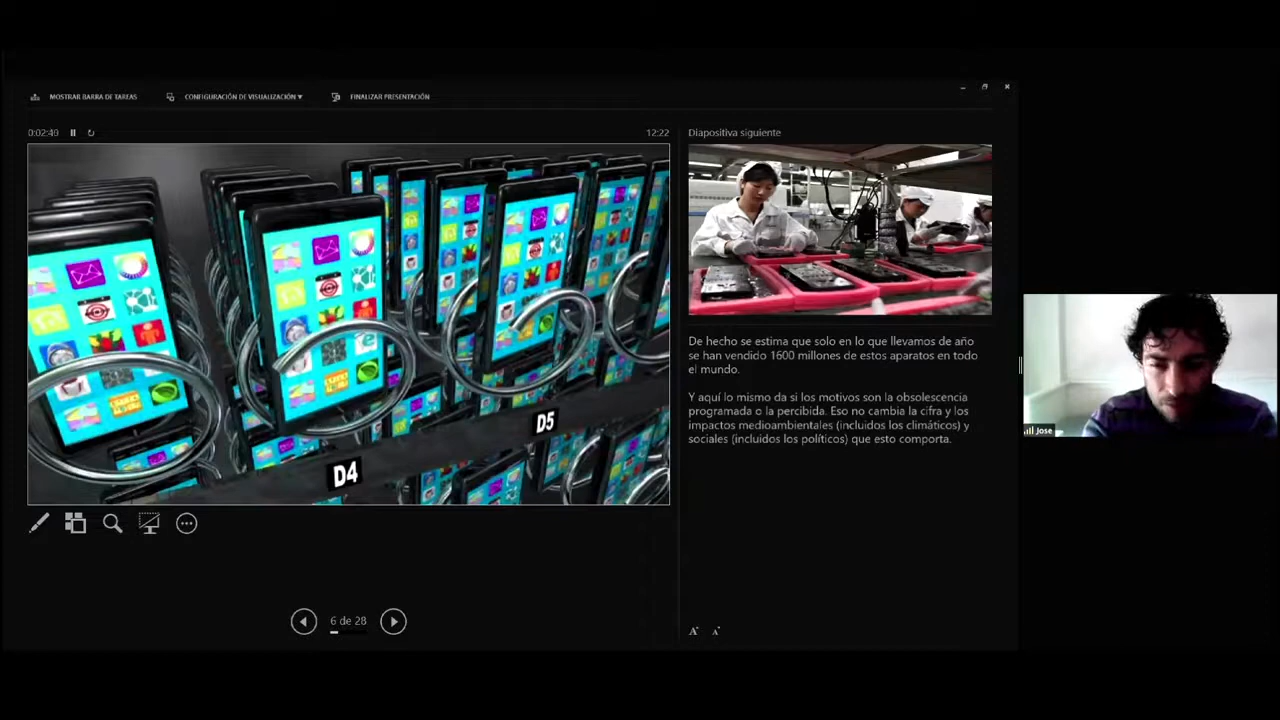 MOSTRAR BARRA DE TAREAS
CONFIGURACIÓN DE VISUALIZACIÓN ▼
FINALIZAR PRESENTACIÓN
0:02:49
12:22
Diapositiva siguiente
De hecho se estima que solo en lo que llevamos de año
se han vendido 1600 millones de estos aparatos en todo
el mundo.
Y aquí lo mismo da si los motivos son la obsolescencia
programada o la percibida. Eso no cambia la cifra y los
impactos medioambientales (incluidos los climáticos) y
sociales (incluidos los políticos) que esto comporta.
D4
D5
Jose
6 de 28
A A